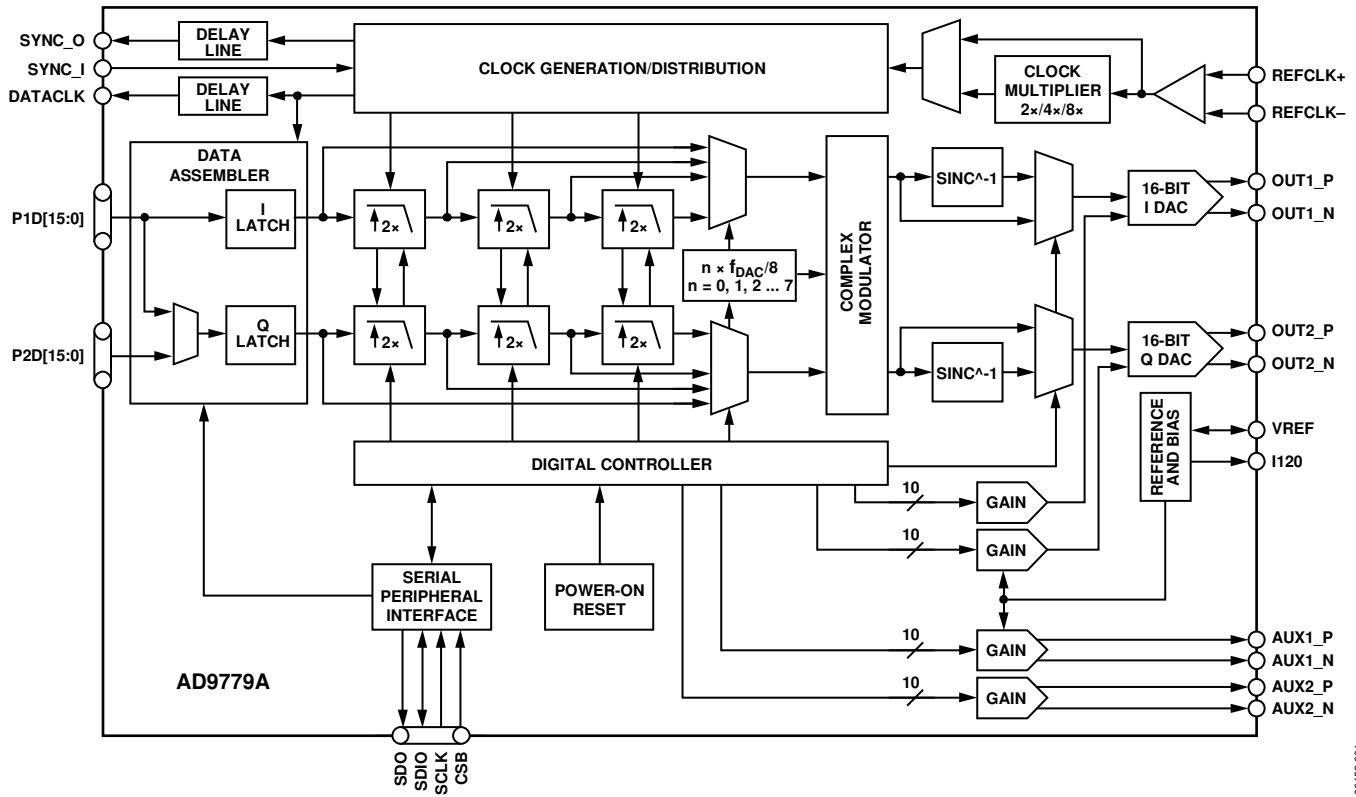 SYNC_O
SYNC_I
DATACLK
DELAY
LINE
DELAY
LINE
CLOCK GENERATION/DISTRIBUTION
CLOCK
MULTIPLIER
2×/4×/8×
REFCLK+
REFCLK–
DATA
ASSEMBLER
P1D[15:0]
I
LATCH
2×
2×
2×
n × fDAC/8
n = 0, 1, 2 ... 7
COMPLEX
MODULATOR
SINC^-1
16-BIT
I DAC
OUT1_P
OUT1_N
P2D[15:0]
Q
LATCH
2×
2×
2×
SINC^-1
16-BIT
Q DAC
OUT2_P
OUT2_N
REFERENCE
AND BIAS
VREF
I120
DIGITAL CONTROLLER
10
GAIN
10
GAIN
SERIAL
PERIPHERAL
INTERFACE
POWER-ON
RESET
10
GAIN
AUX1_P
AUX1_N
10
GAIN
AUX2_P
AUX2_N
AD9779A
SDO
SDIO
SCLK
CSB